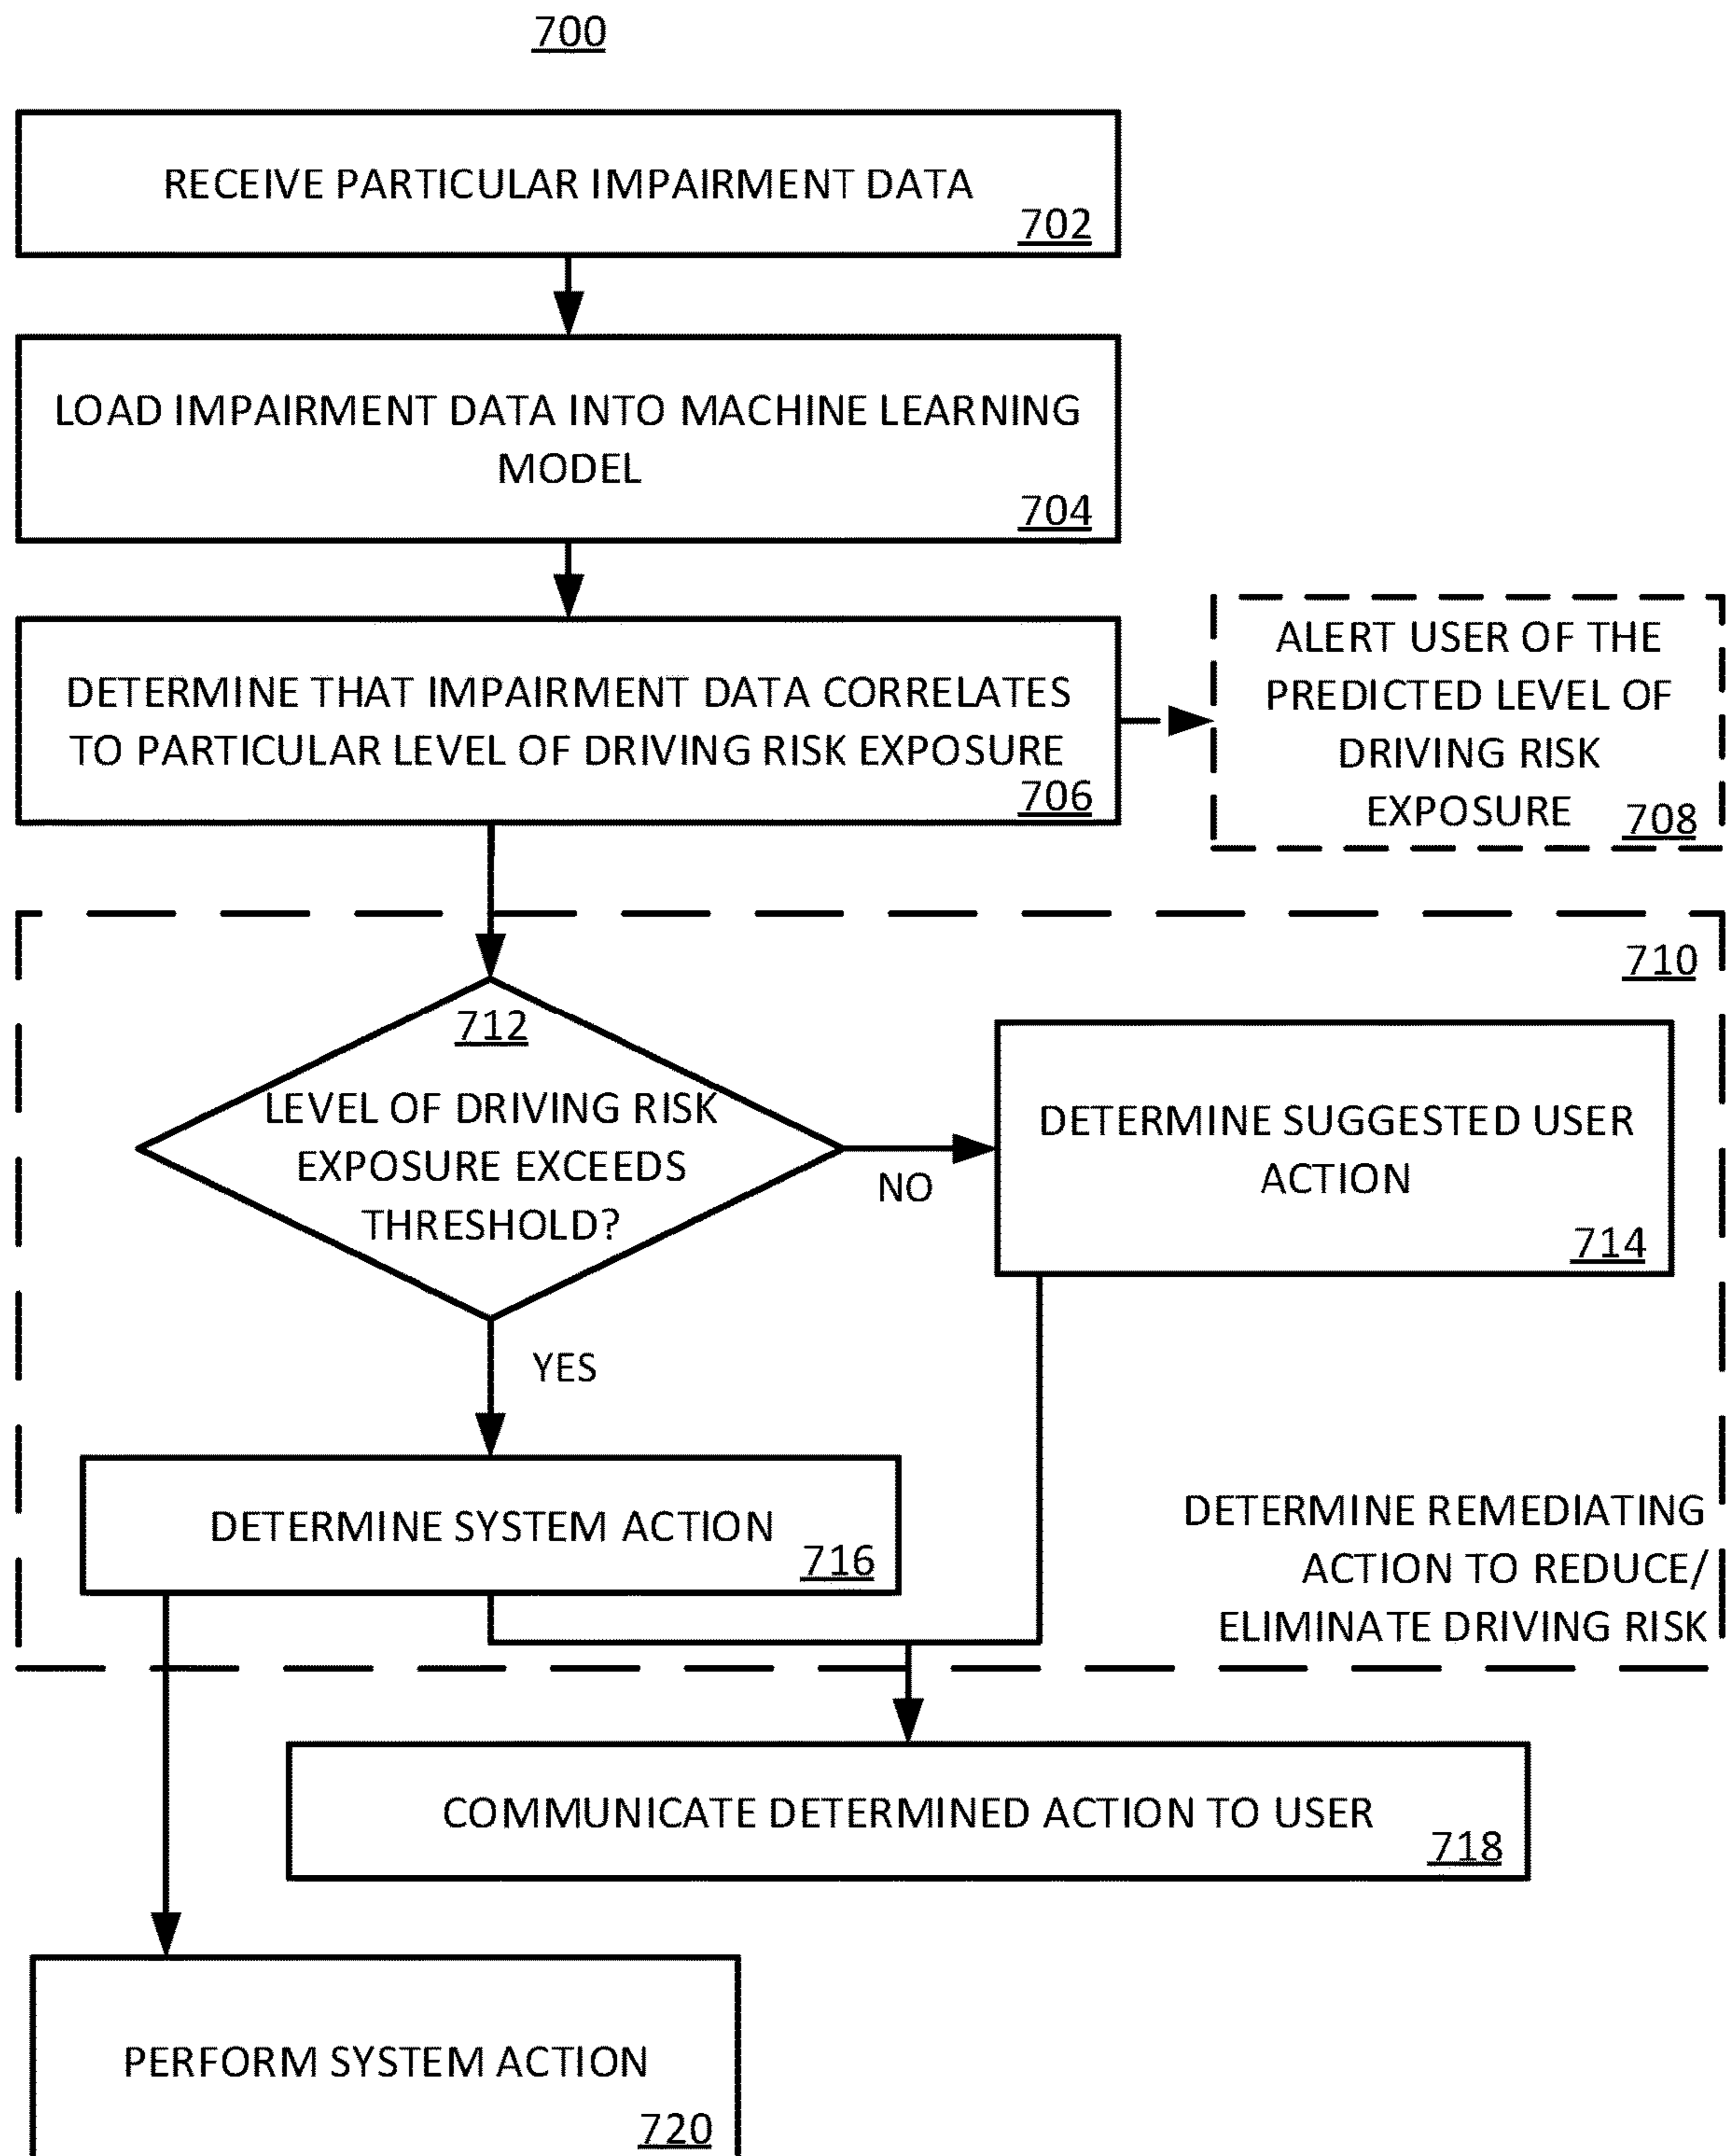 700
RECEIVE PARTICULAR IMPAIRMENT DATA
702
LOAD IMPAIRMENT DATA INTO MACHINE LEARNING
MODEL
704
DETERMINE THAT IMPAIRMENT DATA CORRELATES
TO PARTICULAR LEVEL OF DRIVING RISK EXPOSURE
706
ALERT USER OF THE
PREDICTED LEVEL OF
DRIVING RISK
EXPOSURE
708
710
712
LEVEL OF DRIVING RISK
EXPOSURE EXCEEDS
THRESHOLD?
NO
DETERMINE SUGGESTED USER
ACTION
714
YES
DETERMINE SYSTEM ACTION
716
DETERMINE REMEDIATING
ACTION TO REDUCE/
ELIMINATE DRIVING RISK
COMMUNICATE DETERMINED ACTION TO USER
718
PERFORM SYSTEM ACTION
720